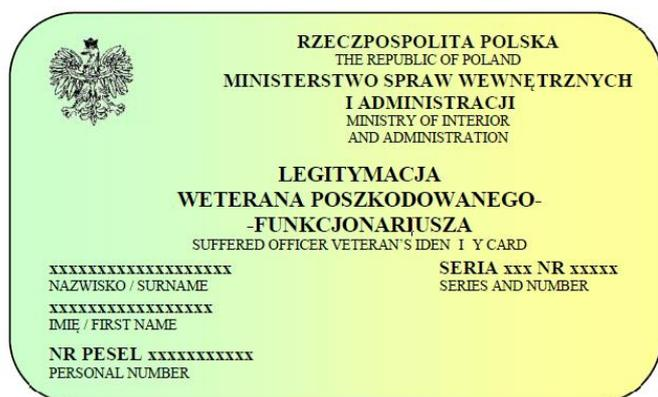 RZECZPOSPOLITA POLSKA
THE REPUBLIC OF POLAND
MINISTERSTWO SPRAW WEWNĘTRZNYCH
I ADMINISTRACJI
MINISTRY OF INTERIOR
AND ADMINISTRATION
LEGITYMACJA
WETERANA POSZKODOWANEGO-
-FUNKCJONARIUSZA
SUFFERED OFFICER VETERAN'S IDEN I Y CARD
xxxxxxxxxxxxxxxxxxx SERIA xxx NR xxxxx
NAZWISKO / SURNAME SERIES AND NUMBER
xxxxxxxxxxxxxxxxx
IMIĘ / FIRST NAME
NR PESEL xxxxxxxxxxx
PERSONAL NUMBER